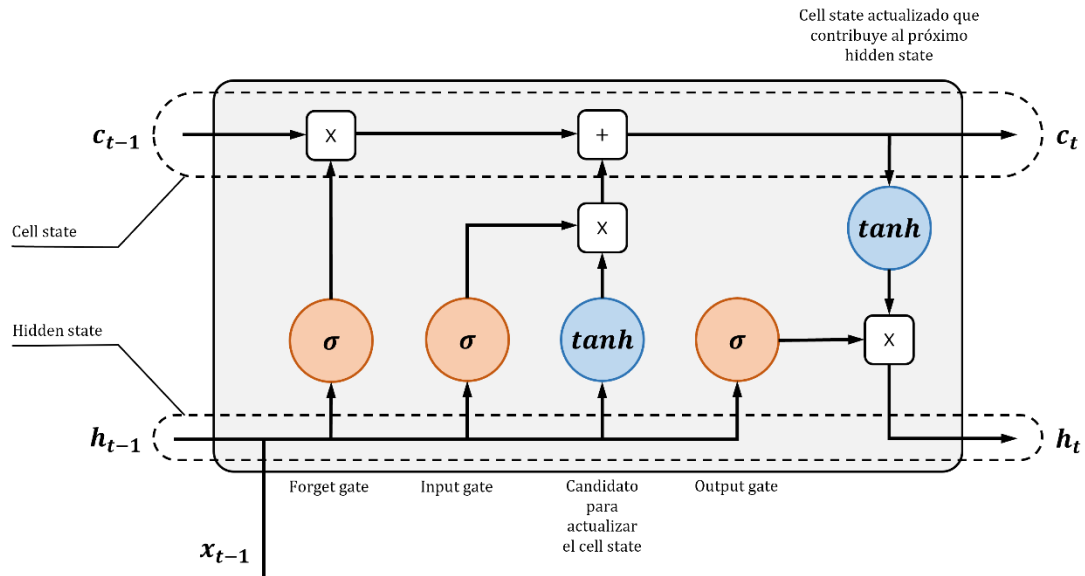 Cell state actualizado que
contribuye al próximo
hidden state
c_{t-1}
x
+
c_t
x
tanh
Cell state
Hidden state
σ
σ
tanh
σ
x
h_{t-1}
h_t
Forget gate
Input gate
Candidato
para
actualizar
el cell state
Output gate
x_{t-1}